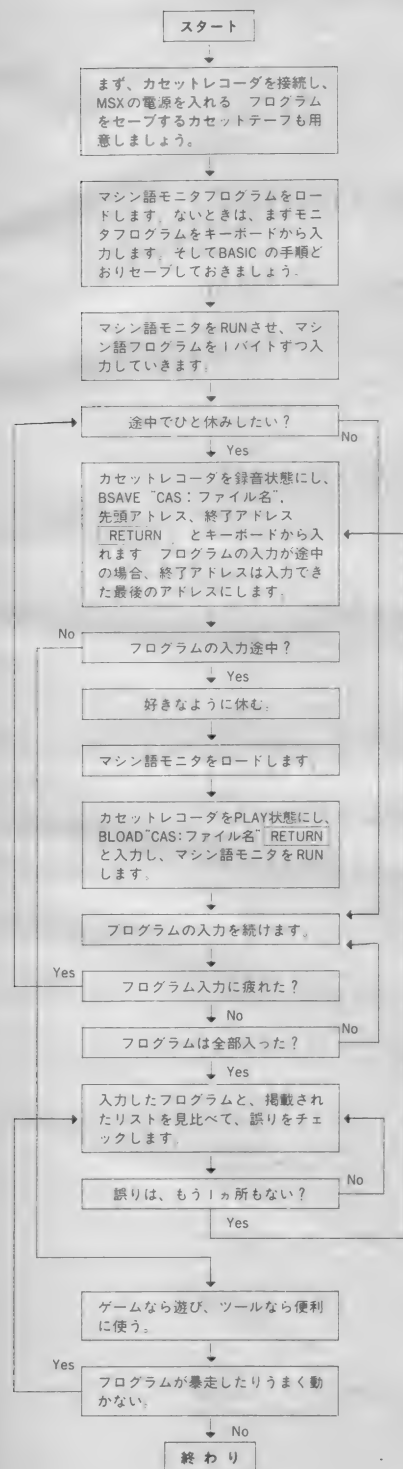 スタート
まず、カセットレコーダを接続し、
MSXの電源を入れる プログラム
をセーブするカセットテープも用
意しましょう。
マシン語モニタプログラムをロー
ドします。ないときは、まずモニ
タプログラムをキーボードから入
力します。そしてBASICの手順ど
おりセーブしておきましょう。
マシン語モニタをRUNさせ、マシ
ン語プログラムを1バイトずつ入
力していきます。
途中でひと休みしたい?
No
Yes
カセットレコーダを録音状態にし、
BSAVE "CAS:ファイル名",
先頭アドレス、終了アドレス
RETURN とキーボードから入
れます プログラムの入力が途中
の場合、終了アドレスは入力でき
た最後のアドレスにします。
No
プログラムの入力途中?
Yes
好きなように休む。
マシン語モニタをロードします。
カセットレコーダをPLAY状態にし、
BLOAD"CAS:ファイル名" RETURN
と入力し、マシン語モニタをRUN
します。
プログラムの入力を続けます。
Yes
プログラム入力に疲れた?
No
プログラムは全部入った?
No
Yes
入力したプログラムと、掲載され
たリストを見比べて、誤りをチェ
ックします。
誤りは、もう1ヵ所もない?
No
Yes
ゲームなら遊び、ツールなら便利
に使う。
Yes
プログラムが暴走したりうまく動
かない。
No
終わり